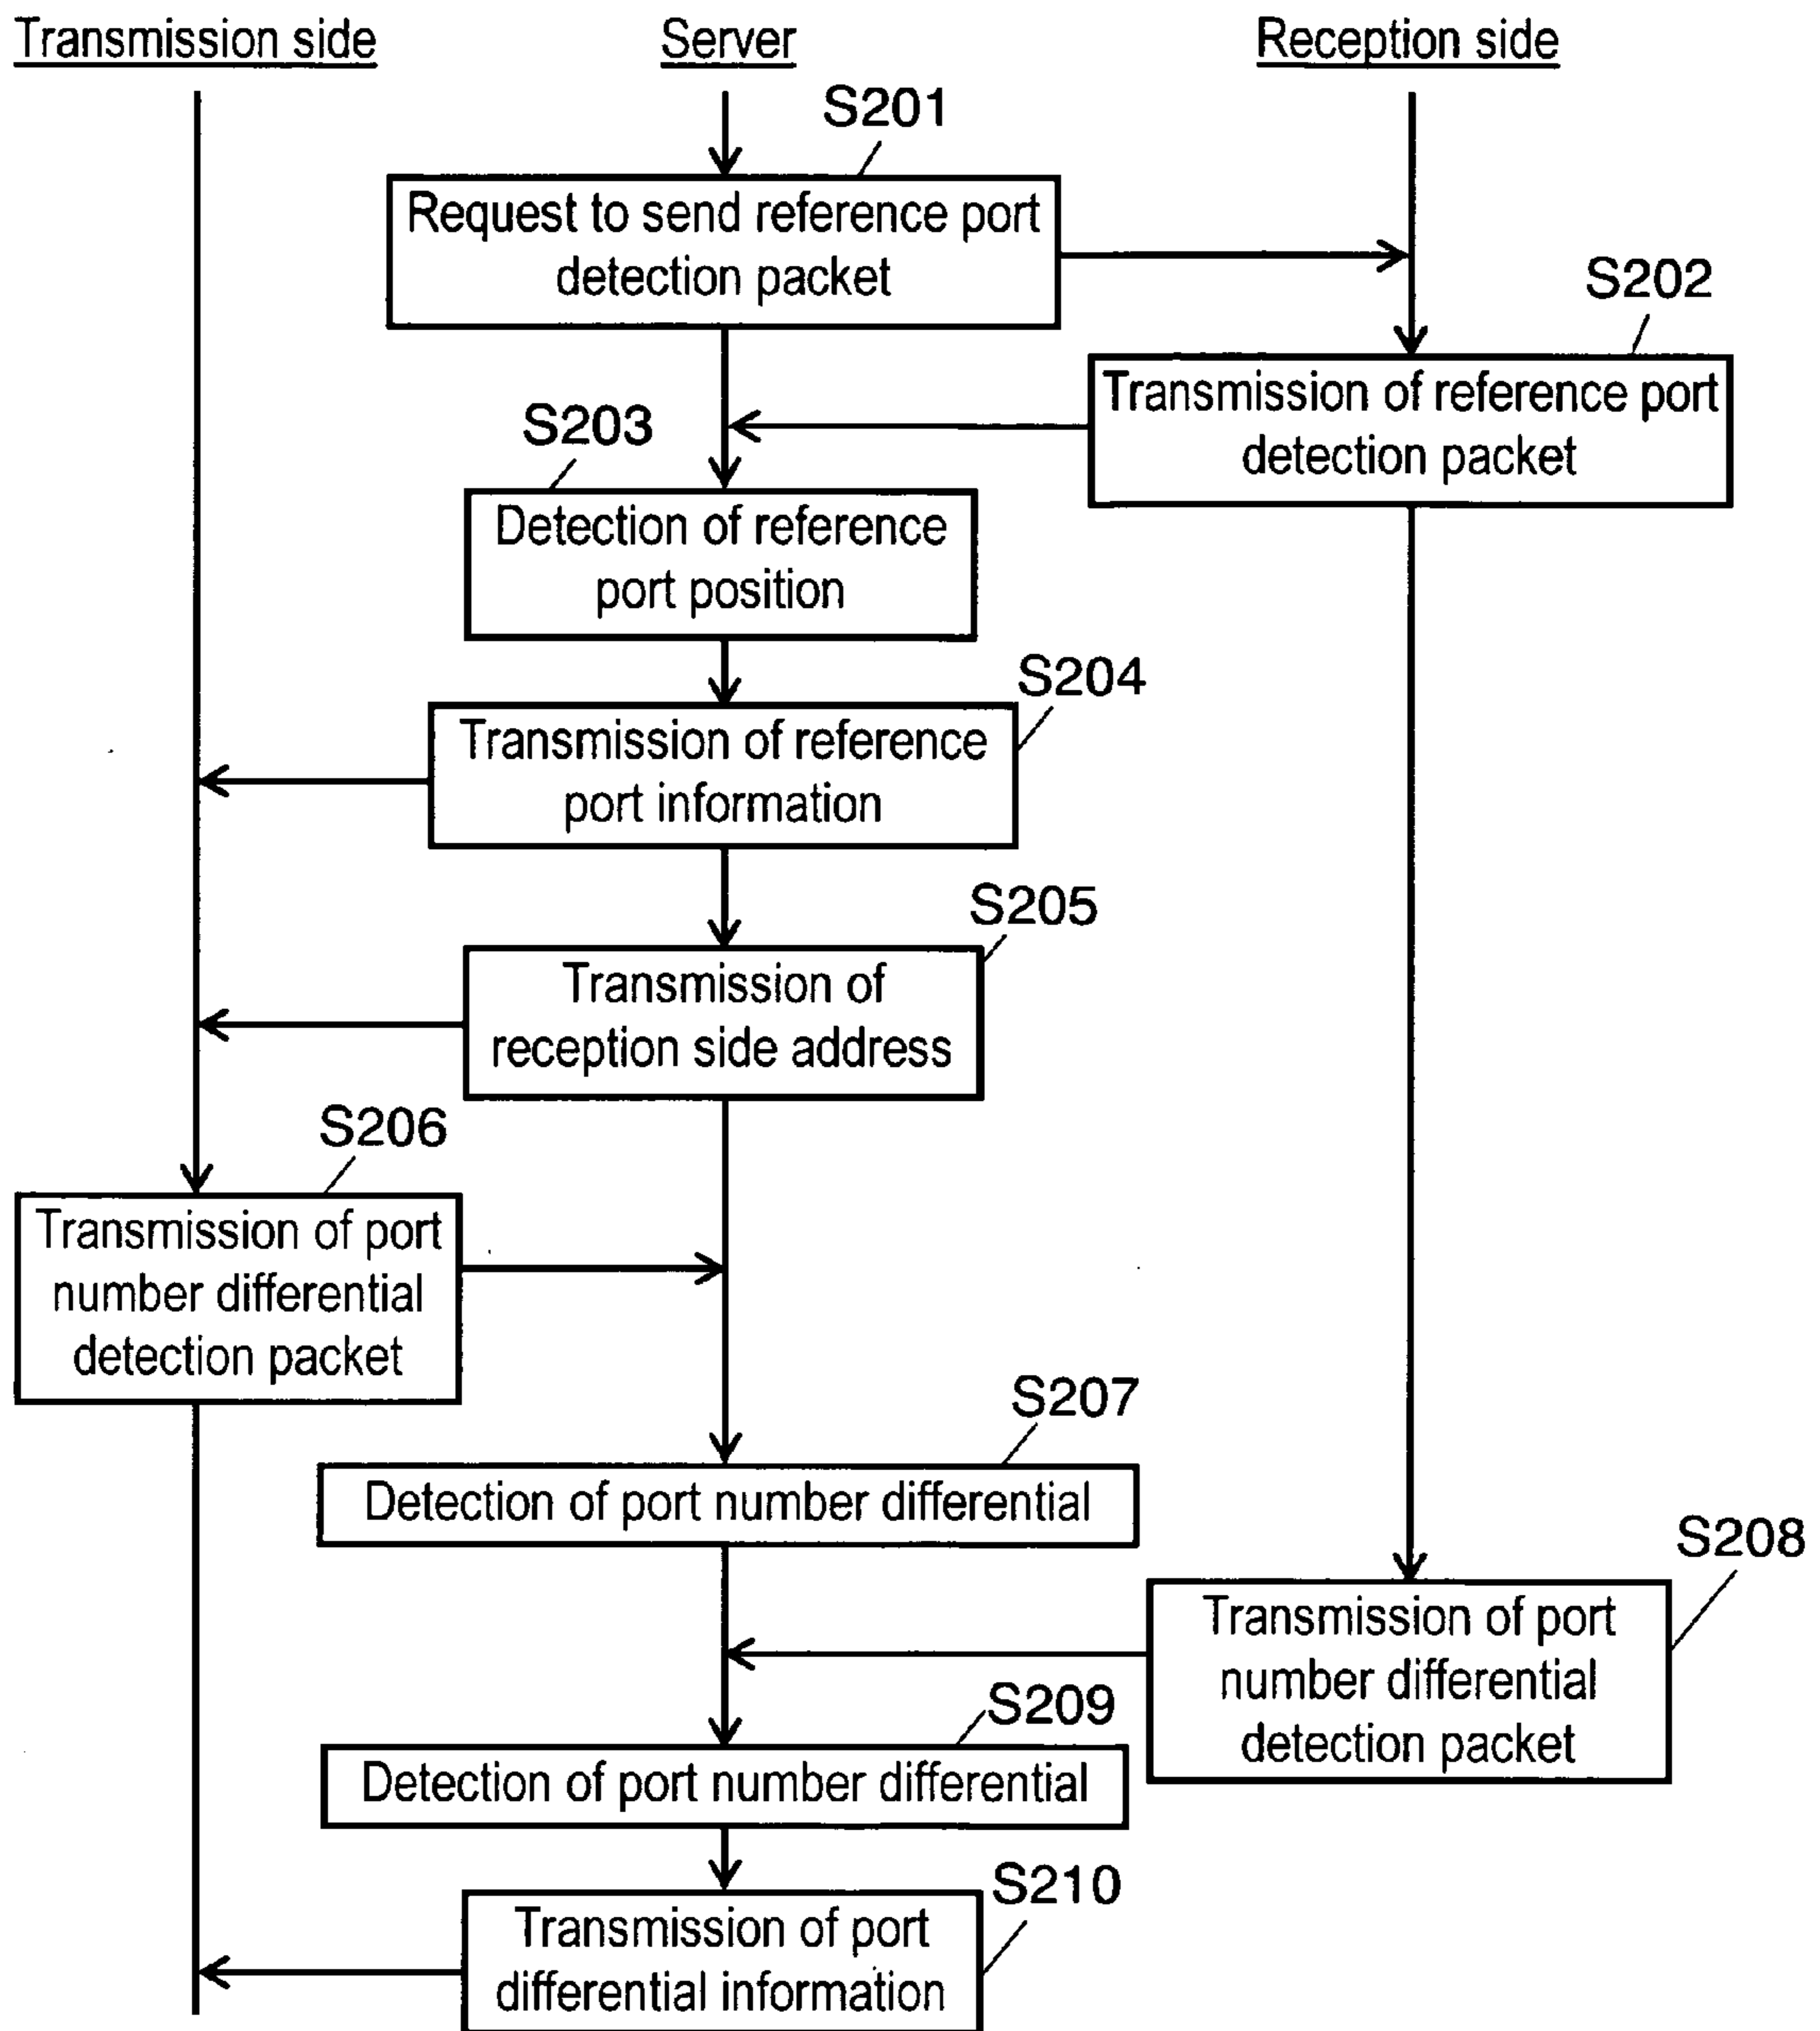 Transmission side
Server
Reception side
S201
Request to send reference port
detection packet
S202
Transmission of reference port
detection packet
S203
Detection of reference
port position
S204
Transmission of reference
port information
S205
Transmission of
reception side address
S206
Transmission of port
number differential
detection packet
S207
Detection of port number differential
S208
Transmission of port
number differential
detection packet
S209
Detection of port number differential
S210
Transmission of port
differential information